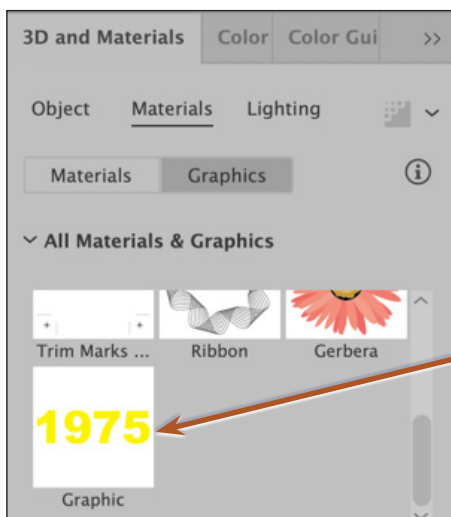 3D and Materials Color Color Gui >>
Object Materials Lighting
Materials Graphics
All Materials & Graphics
Trim Marks ... Ribbon Gerbera
1975
Graphic